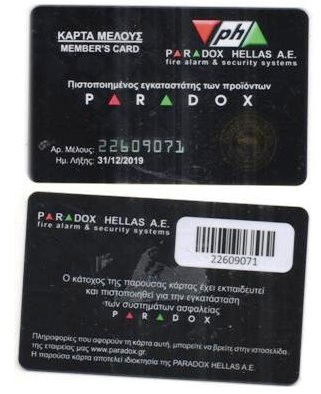 ΚΑΡΤΑ ΜΕΛΟΥΣ
MEMBER'S CARD
ph
PARADOX HELLAS A.E.
fire alarm & security systems
Πιστοποιημένος εγκαταστάτης των προϊόντων
PARADOX
Αρ. Μέλους: 22609071
Ημ. Λήξης: 31/12/2019
PARADOX HELLAS A.E.
fire alarm & security systems
22609071
Ο κάτοχος της παρούσας κάρτας έχει εκπαιδευτεί
και πιστοποιηθεί για την εγκατάσταση
των συστημάτων ασφαλείας
PARADOX
Πληροφορίες που αφορούν τη κάρτα αυτή, μπορείτε να βρείτε στην ιστοσελίδα
της εταιρείας μας www.paradox.gr.
Η παρούσα κάρτα αποτελεί ιδιοκτησία της PARADOX HELLAS A.E.